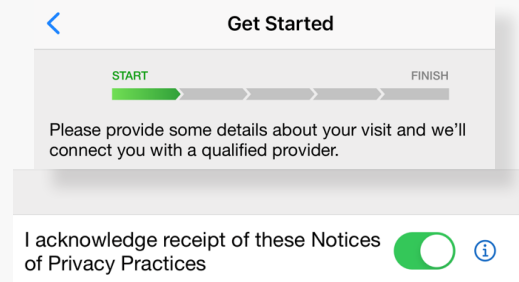 Get Started
START FINISH
Please provide some details about your visit and we'll
connect you with a qualified provider.
I acknowledge receipt of these Notices
of Privacy Practices